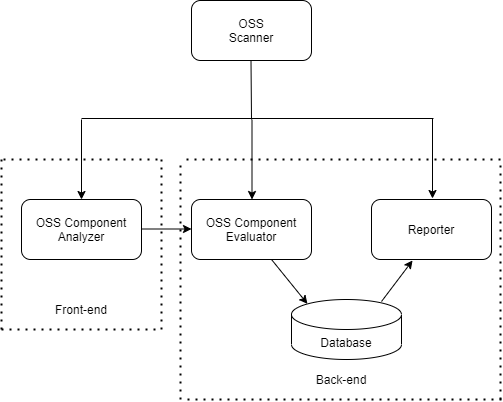 OSS
Scanner
OSS Component
Analyzer
OSS Component
Evaluator
Reporter
Front-end
Database
Back-end